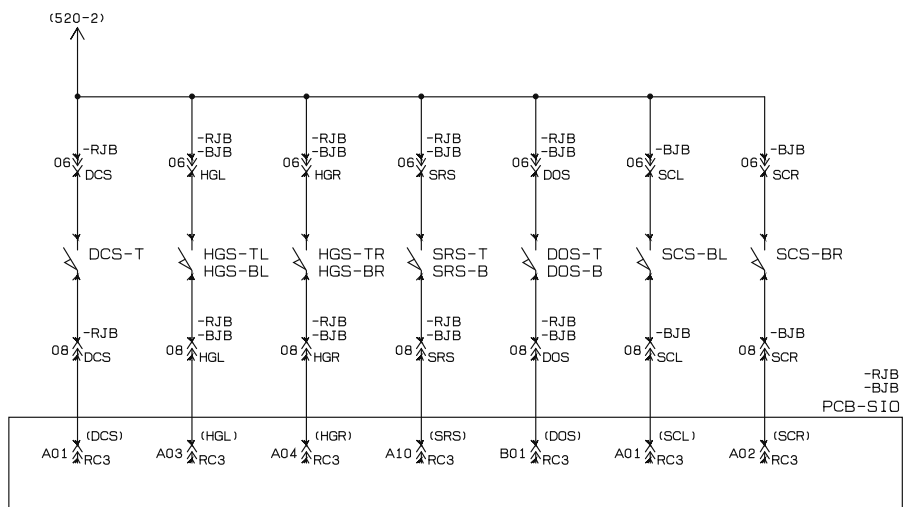 (520-2)
-RJB
06
DCS
-RJB
-BJB
06
HGL
-RJB
-BJB
06
HGR
-RJB
-BJB
06
SRS
-RJB
-BJB
06
DOS
-BJB
06
SCL
-BJB
06
SCR
DCS-T
HGS-TL
HGS-BL
HGS-TR
HGS-BR
SRS-T
SRS-B
DOS-T
DOS-B
SCS-BL
SCS-BR
-RJB
08
DCS
-RJB
-BJB
08
HGL
-RJB
-BJB
08
HGR
-RJB
-BJB
08
SRS
-RJB
-BJB
08
DOS
-BJB
08
SCL
-BJB
08
SCR
-RJB
-BJB
PCB-SIO
(DCS)
A01
RC3
(HGL)
A03
RC3
(HGR)
A04
RC3
(SRS)
A10
RC3
(DOS)
B01
RC3
(SCL)
A01
RC3
(SCR)
A02
RC3